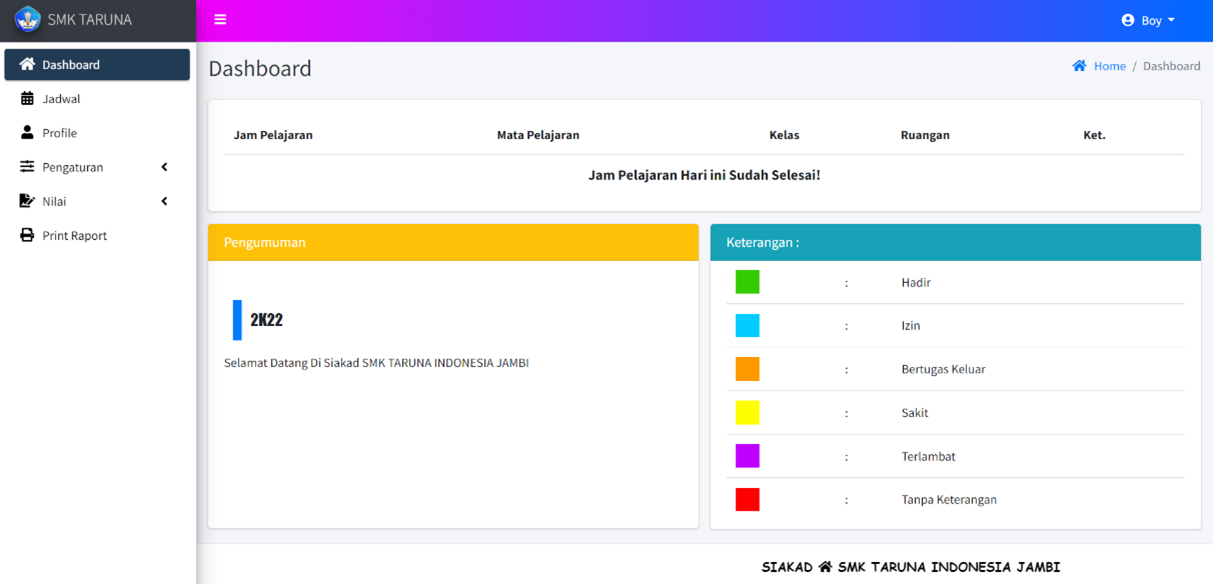 SMK TARUNA
Boy
Dashboard
Jadwal
Profile
Pengaturan
Nilai
Print Raport
Dashboard
Home / Dashboard
Jam Pelajaran Mata Pelajaran Kelas Ruangan Ket.
Jam Pelajaran Hari ini Sudah Selesai!
Pengumuman
2K22
Selamat Datang Di Siakad SMK TARUNA INDONESIA JAMBI
Keterangan :
: Hadir
: Izin
: Bertugas Keluar
: Sakit
: Terlambat
: Tanpa Keterangan
SIAKAD SMK TARUNA INDONESIA JAMBI